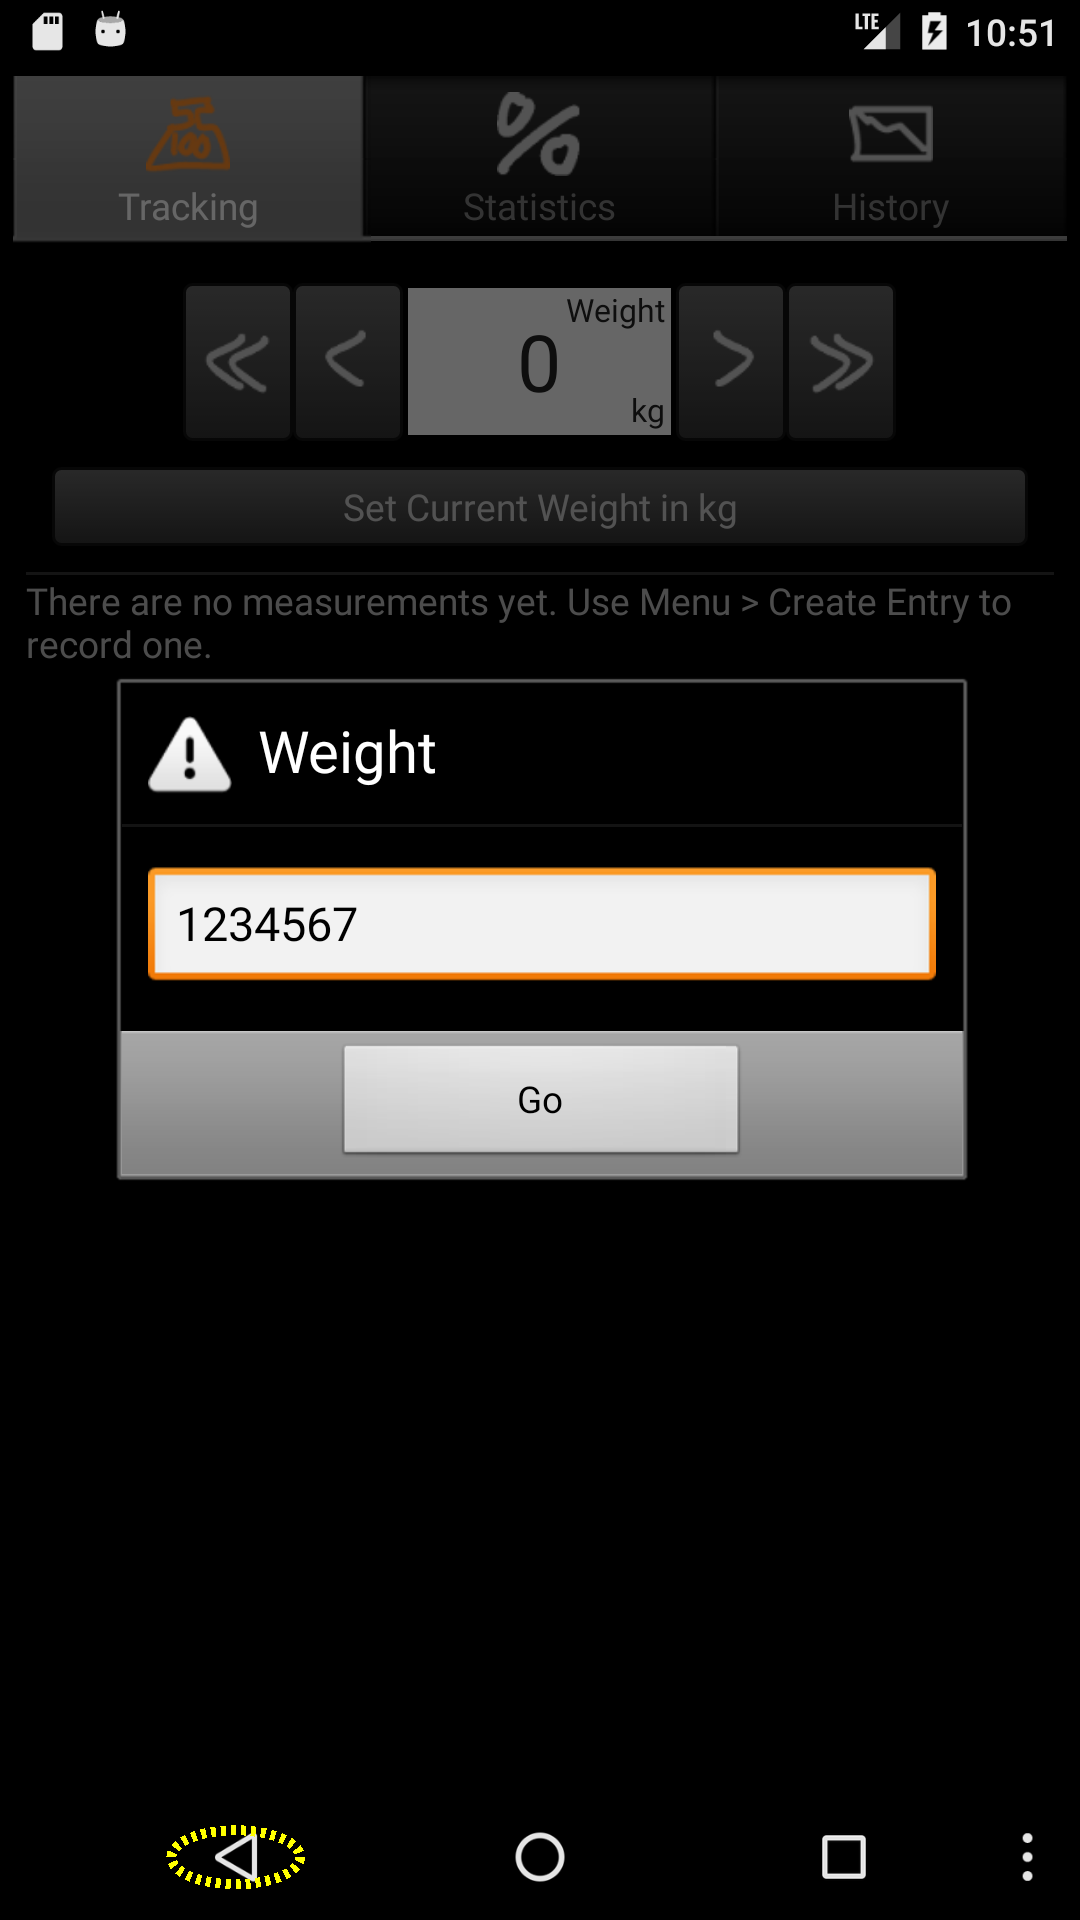 LTE 10:51
50 100
Tracking Statistics History
Weight
0
kg
Set Current Weight in kg
There are no measurements yet. Use Menu > Create Entry to
record one.
Weight
1234567
Go